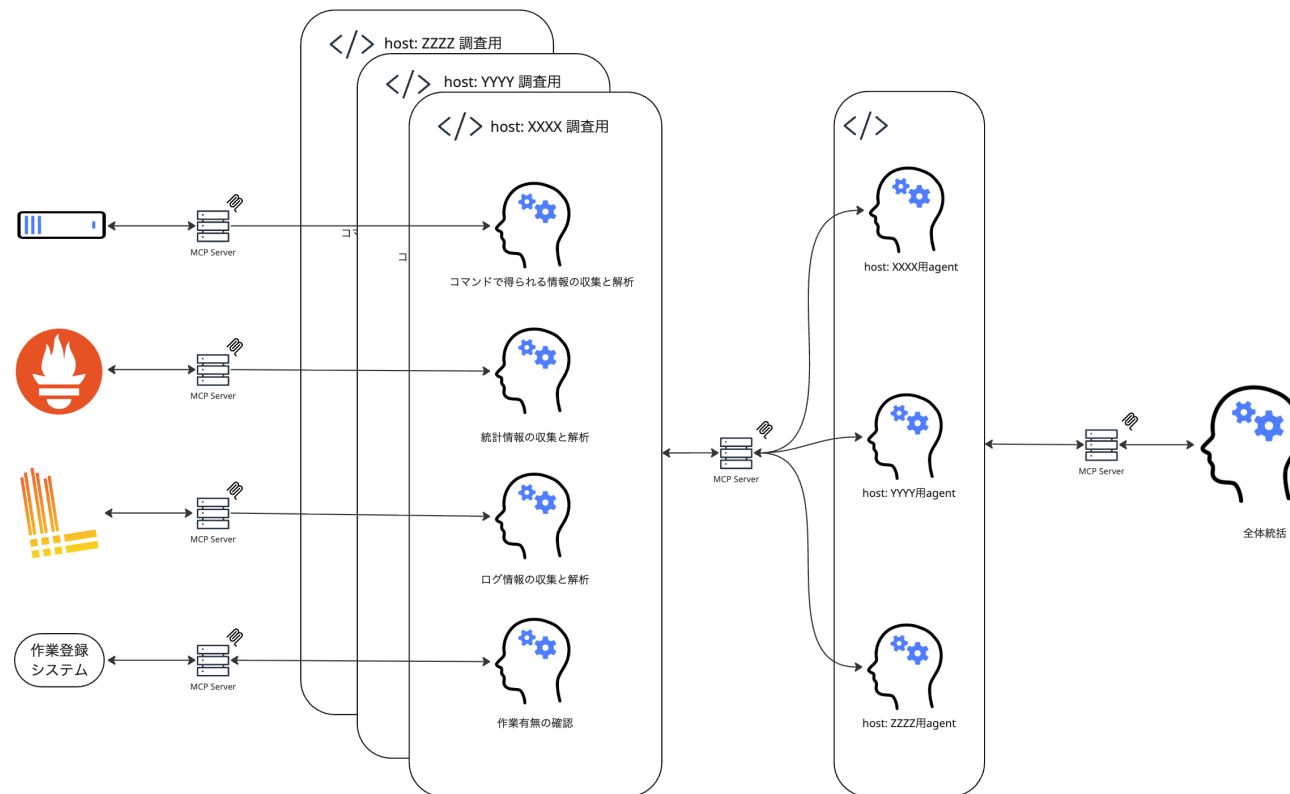 host: ZZZZ 調査用
host: YYYY 調査用
host: XXXX 調査用
MCP Server
コマンドで得られる情報の収集と解析
MCP Server
統計情報の収集と解析
MCP Server
ログ情報の収集と解析
作業登録
システム
MCP Server
作業有無の確認
MCP Server
host: XXXX用agent
host: YYYY用agent
host: ZZZZ用agent
MCP Server
全体統括